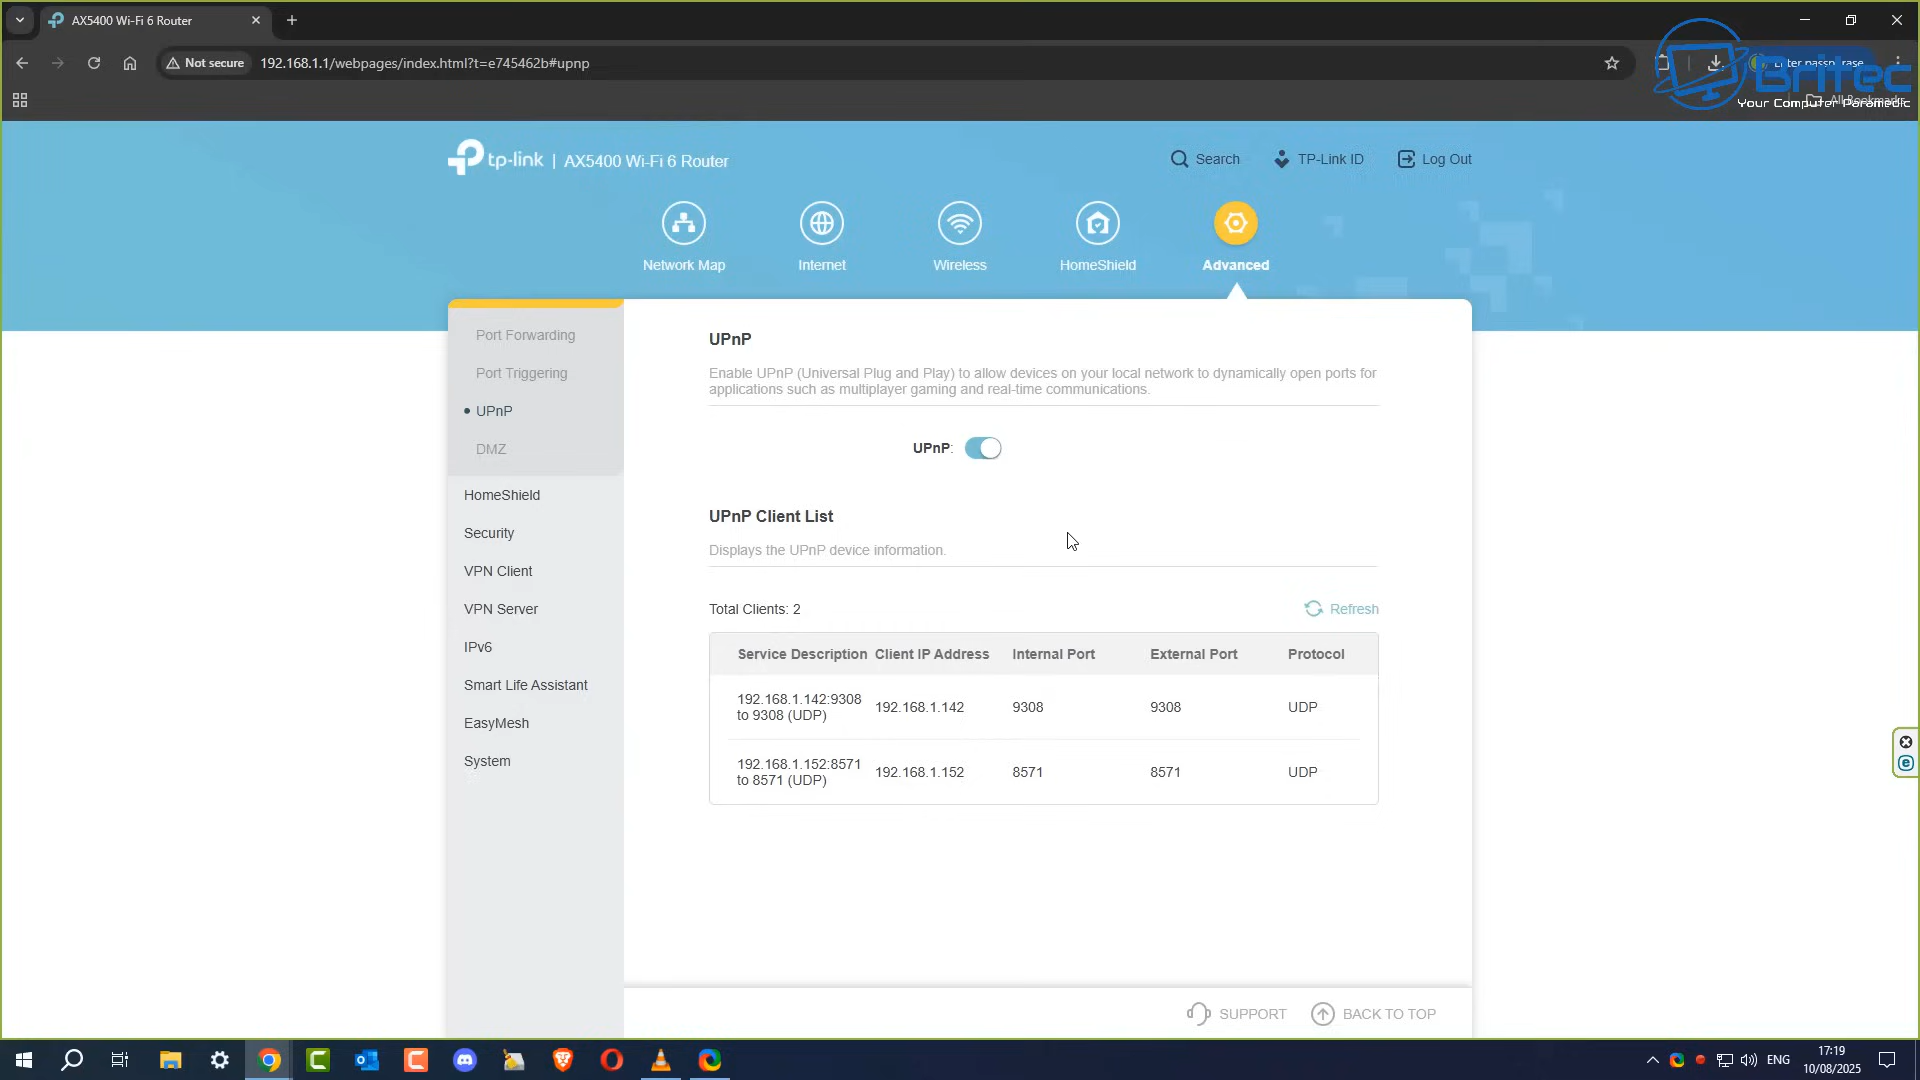 AX5400 Wi-Fi 6 Router
Not secure
192.168.1.1/webpages/index.html?t=e745462b#upnp
Enter passphrase
All Bookmarks
Britec
Your Computer Paramedic
tp-link | AX5400 Wi-Fi 6 Router
Search
TP-Link ID
Log Out
Network Map
Internet
Wireless
HomeShield
Advanced
Port Forwarding
Port Triggering
UPnP
DMZ
HomeShield
Security
VPN Client
VPN Server
IPv6
Smart Life Assistant
EasyMesh
System
UPnP
Enable UPnP (Universal Plug and Play) to allow devices on your local network to dynamically open ports for
applications such as multiplayer gaming and real-time communications.
UPnP:
UPnP Client List
Displays the UPnP device information.
Total Clients: 2
Refresh
Service Description Client IP Address Internal Port External Port Protocol
192.168.1.142:9308
to 9308 (UDP)
192.168.1.142 9308 9308 UDP
192.168.1.152:8571
to 8571 (UDP)
192.168.1.152 8571 8571 UDP
SUPPORT
BACK TO TOP
ENG
17:19
10/08/2025